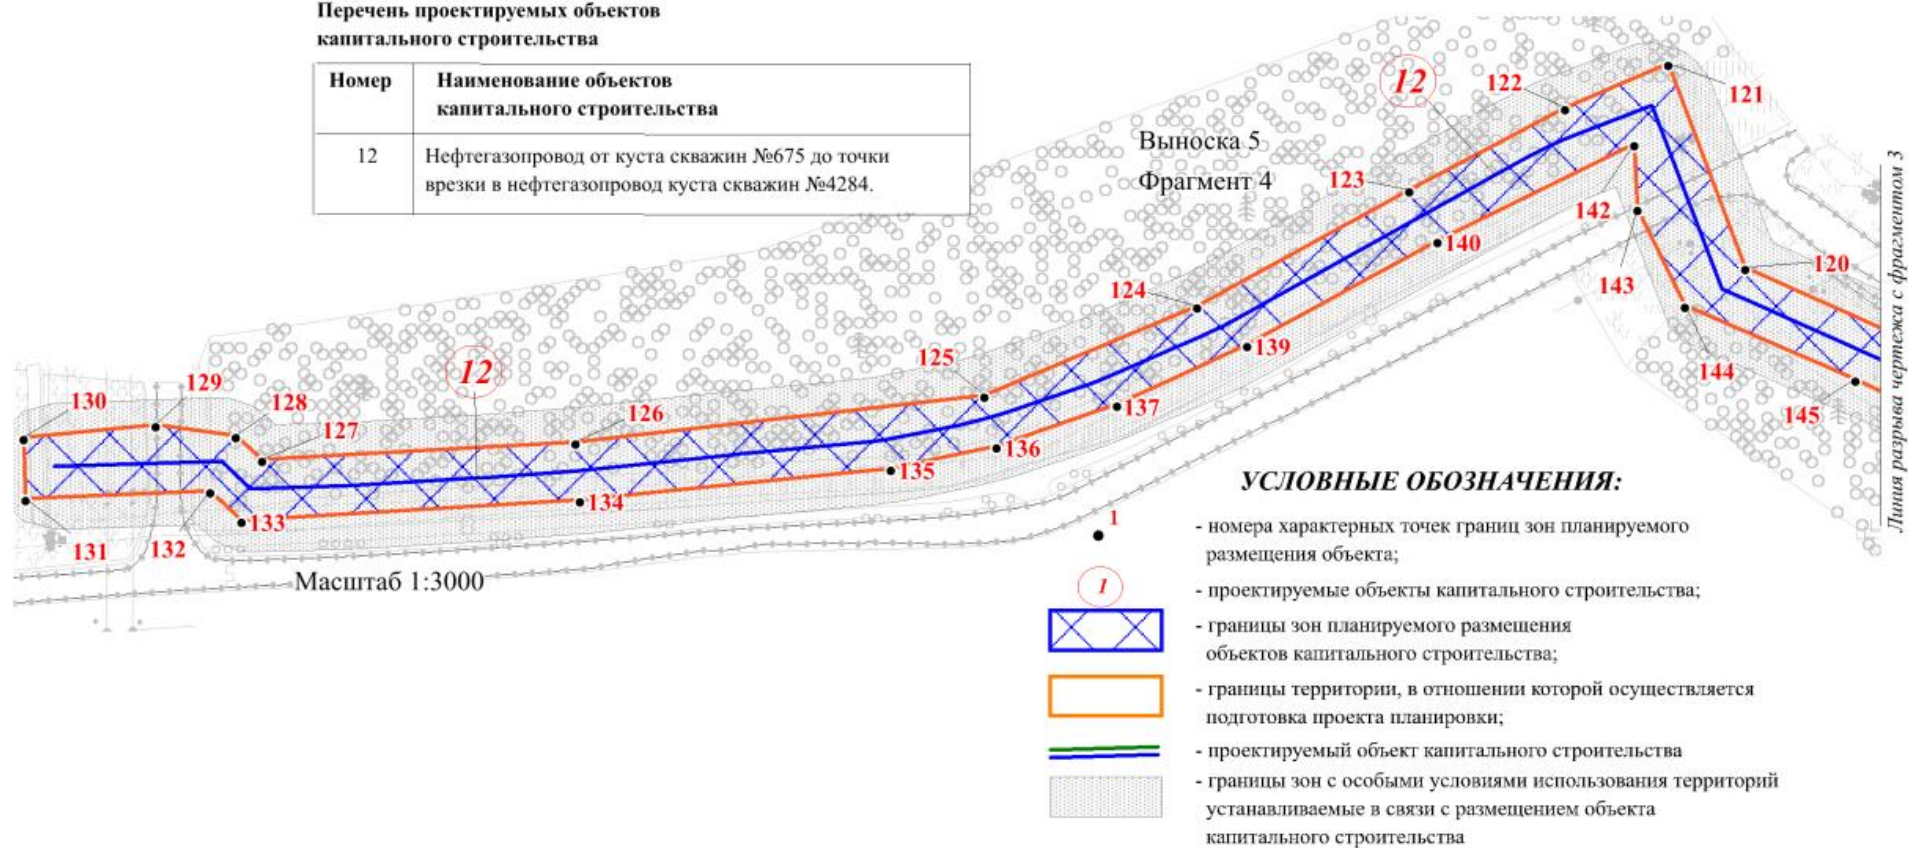 Перечень проектируемых объектов
капитального строительства
Номер
Наименование объектов
капитального строительства
12
Нефтегазопровод от куста скважин №675 до точки
врезки в нефтегазопровод куста скважин №4284.
Выноска 5
Фрагмент 4
12
122
121
123
142
140
143
120
124
139
144
145
125
137
12
126
136
135
134
130
129
128
127
131
132
133
Масштаб 1:3000
Линия разрыва чертежа с фрагментом 3
УСЛОВНЫЕ ОБОЗНАЧЕНИЯ:
1
- номера характерных точек границ зон планируемого
размещения объекта;
1
- проектируемые объекты капитального строительства;
- границы зон планируемого размещения
объектов капитального строительства;
- границы территории, в отношении которой осуществляется
подготовка проекта планировки;
- проектируемый объект капитального строительства
- границы зон с особыми условиями использования территорий
устанавливаемые в связи с размещением объекта
капитального строительства